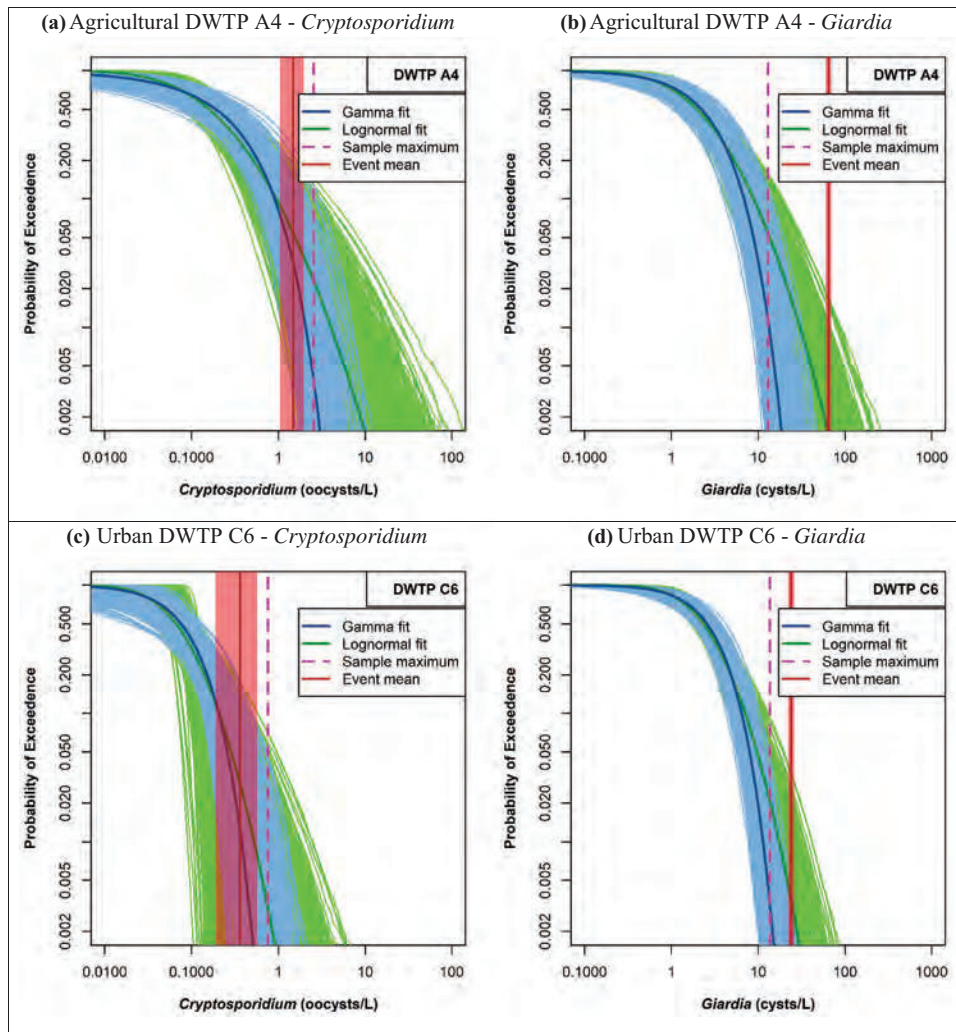 (a) Agricultural DWTP A4 - Cryptosporidium
DWTP A4
Gamma fit
Lognormal fit
Sample maximum
Event mean
Probability of Exceedence
0.500
0.200
0.050
0.020
0.005
0.002
0.0100
0.1000
1
10
100
Cryptosporidium (oocysts/L)
(b) Agricultural DWTP A4 - Giardia
DWTP A4
Gamma fit
Lognormal fit
Sample maximum
Event mean
Probability of Exceedence
0.500
0.200
0.050
0.020
0.005
0.002
0.1000
1
10
100
1000
Giardia (cysts/L)
(c) Urban DWTP C6 - Cryptosporidium
DWTP C6
Gamma fit
Lognormal fit
Sample maximum
Event mean
Probability of Exceedence
0.500
0.200
0.050
0.020
0.005
0.002
0.0100
0.1000
1
10
100
Cryptosporidium (oocysts/L)
(d) Urban DWTP C6 - Giardia
DWTP C6
Gamma fit
Lognormal fit
Sample maximum
Event mean
Probability of Exceedence
0.500
0.200
0.050
0.020
0.005
0.002
0.1000
1
10
100
1000
Giardia (cysts/L)